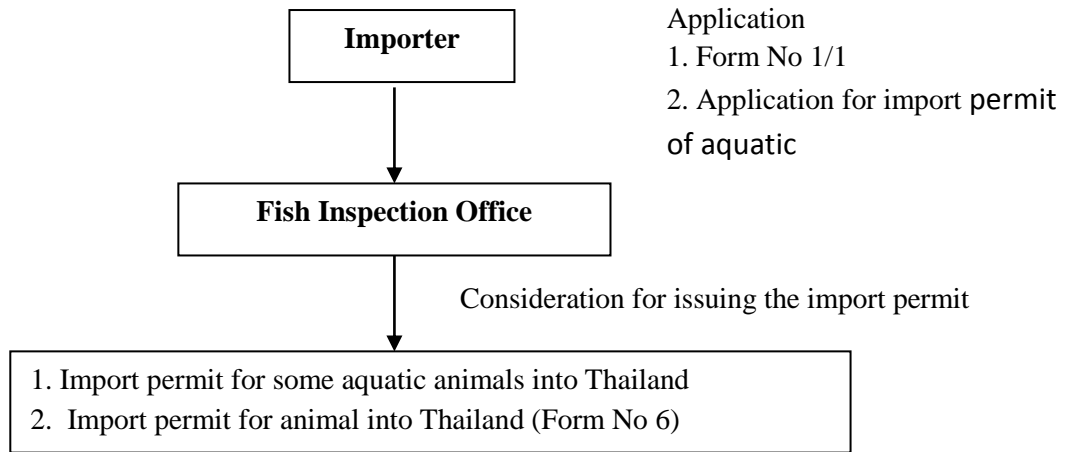 Importer
Application
1. Form No 1/1
2. Application for import permit
of aquatic
Fish Inspection Office
Consideration for issuing the import permit
1. Import permit for some aquatic animals into Thailand
2. Import permit for animal into Thailand (Form No 6)